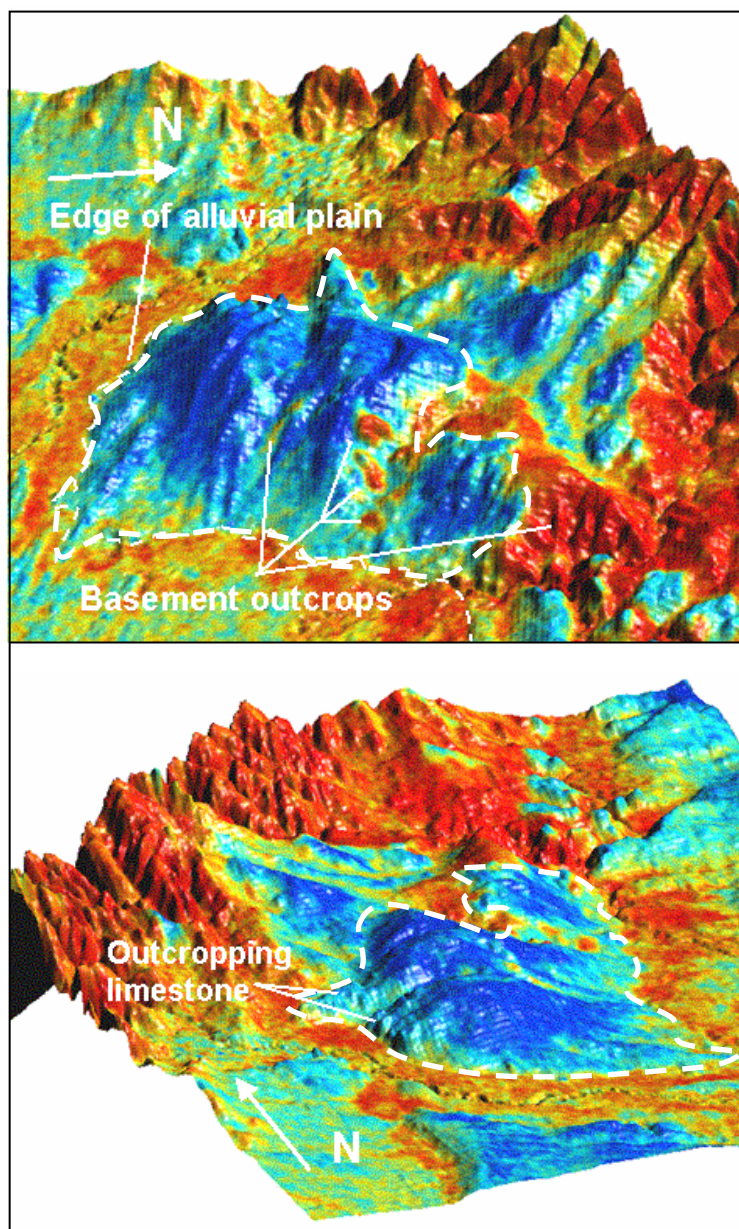 N
Edge of alluvial plain
Basement outcrops
Outcropping
limestone
N